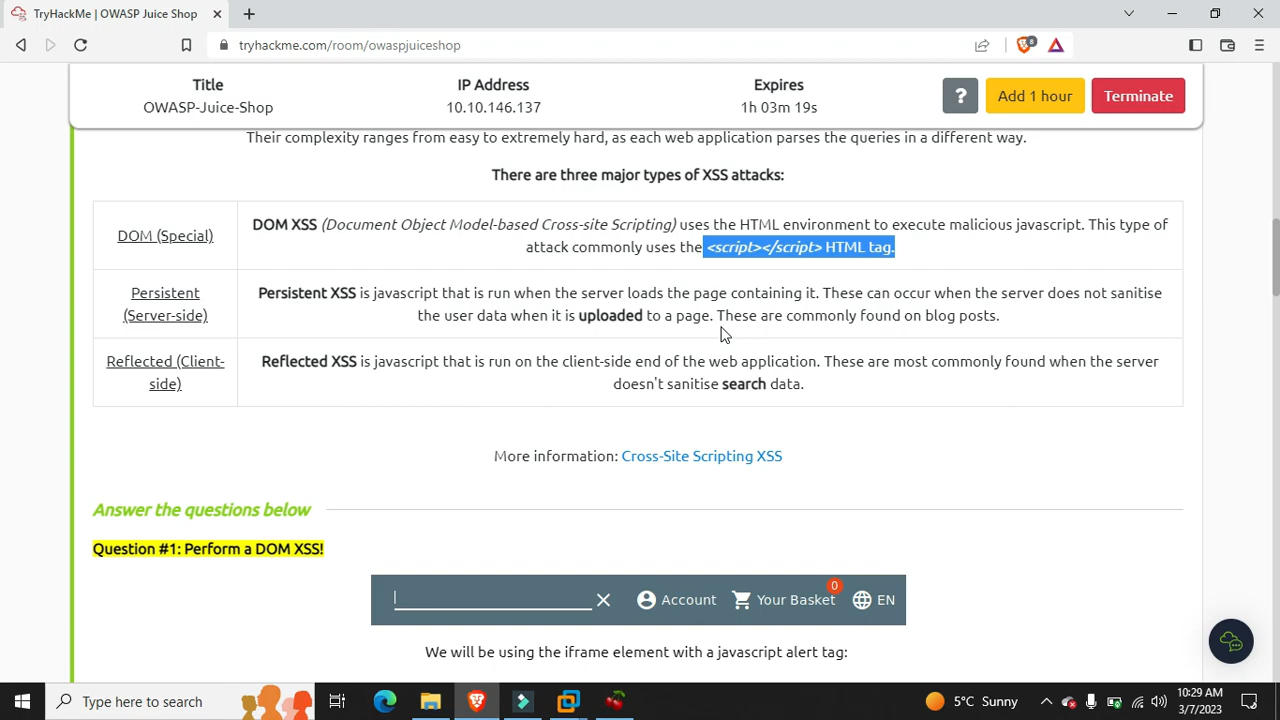 TryHackMe | OWASP Juice Shop
tryhackme.com/room/owaspjuiceshop
8
Title
OWASP-Juice-Shop
IP Address
10.10.146.137
Expires
1h 03m 19s
?
Add 1 hour
Terminate
Their complexity ranges from easy to extremely hard, as each web application parses the queries in a different way.
There are three major types of XSS attacks:
DOM (Special)
DOM XSS (Document Object Model-based Cross-site Scripting) uses the HTML environment to execute malicious javascript. This type of
attack commonly uses the <script></script> HTML tag.
Persistent
(Server-side)
Persistent XSS is javascript that is run when the server loads the page containing it. These can occur when the server does not sanitise
the user data when it is uploaded to a page. These are commonly found on blog posts.
Reflected (Client-
side)
Reflected XSS is javascript that is run on the client-side end of the web application. These are most commonly found when the server
doesn't sanitise search data.
More information: Cross-Site Scripting XSS
Answer the questions below
Question #1: Perform a DOM XSS!
Account
Your Basket
0
EN
We will be using the iframe element with a javascript alert tag:
Type here to search
5°C Sunny
10:29 AM
3/7/2023